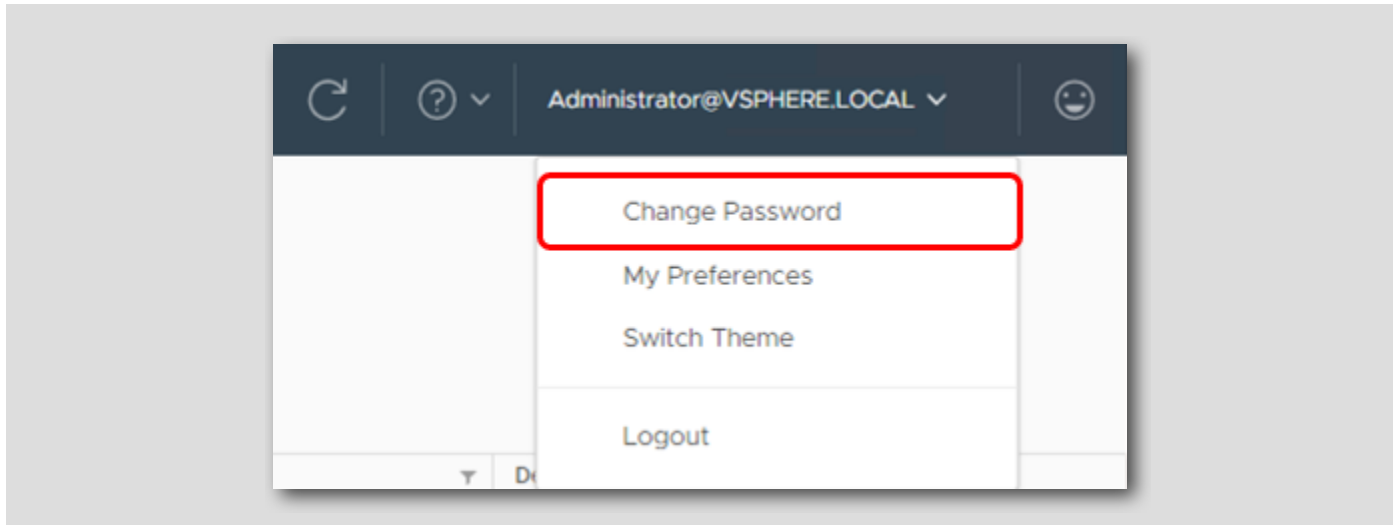 Administrator@VSPHERE.LOCAL
Change Password
My Preferences
Switch Theme
Logout